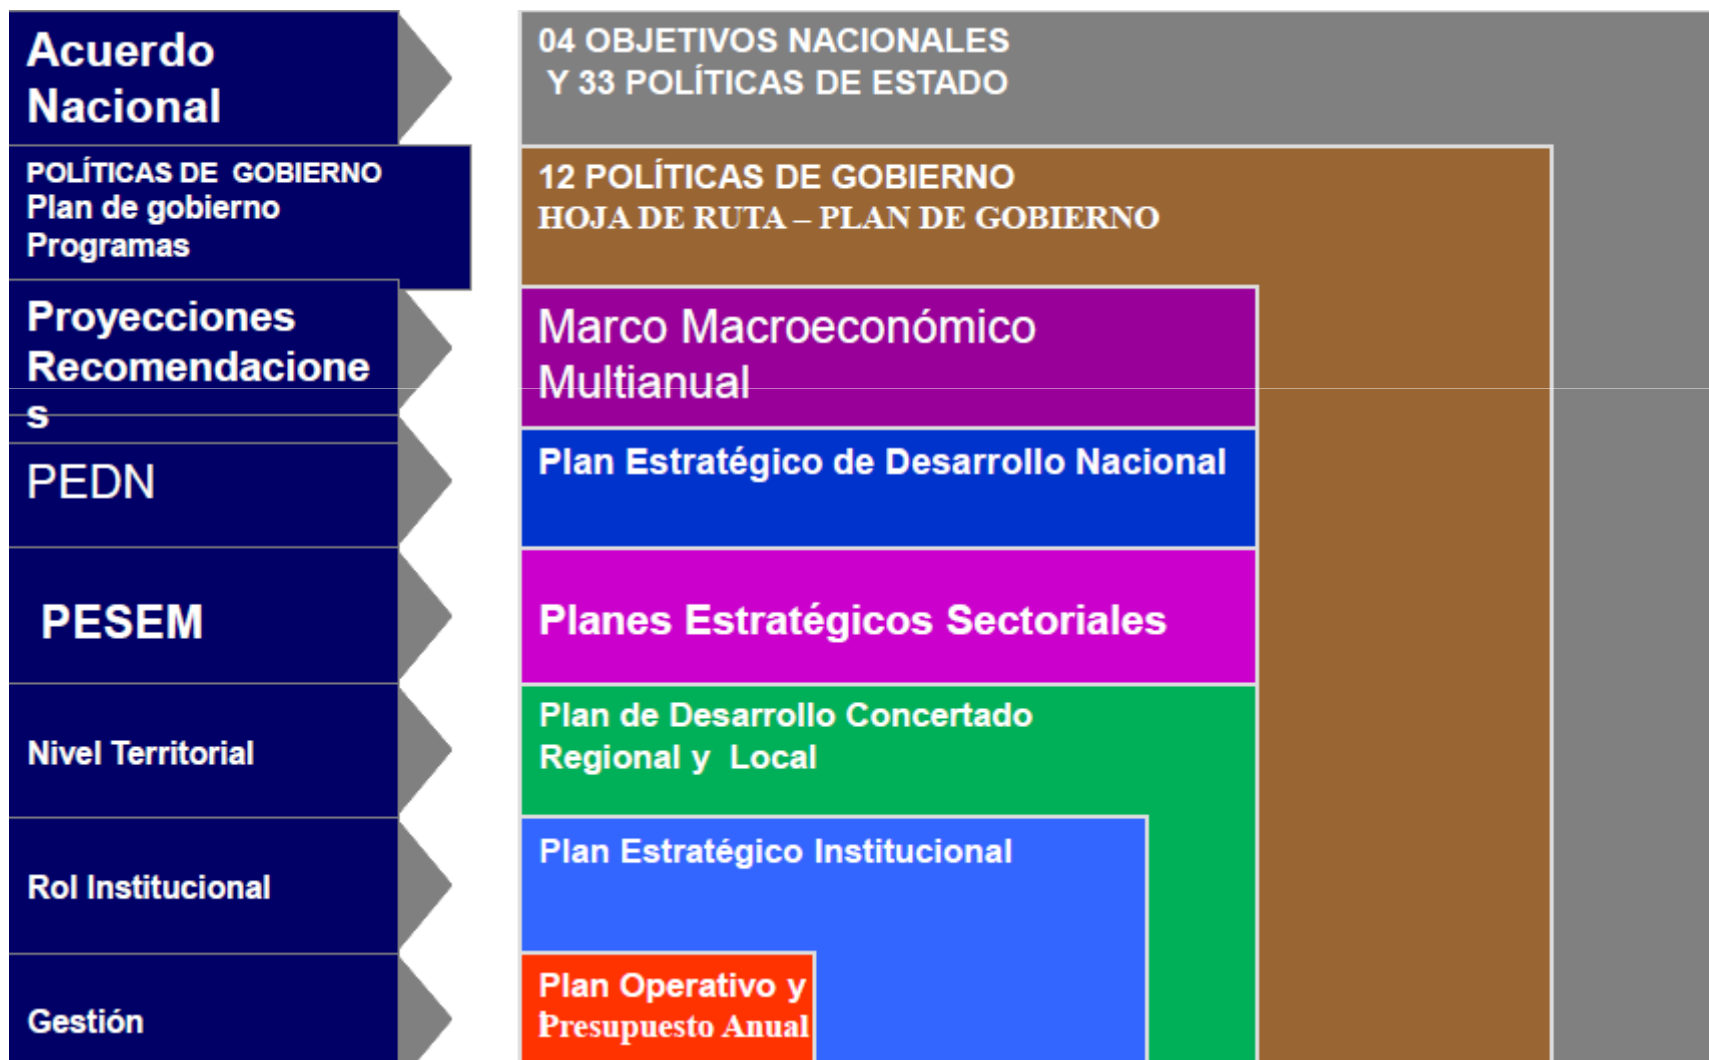 Acuerdo
Nacional
04 OBJETIVOS NACIONALES
Y 33 POLÍTICAS DE ESTADO
POLÍTICAS DE GOBIERNO
Plan de gobierno
Programas
12 POLÍTICAS DE GOBIERNO
HOJA DE RUTA – PLAN DE GOBIERNO
Proyecciones
Recomendacione
s
Marco Macroeconómico
Multianual
PEDN
Plan Estratégico de Desarrollo Nacional
PESEM
Planes Estratégicos Sectoriales
Nivel Territorial
Plan de Desarrollo Concertado
Regional y Local
Rol Institucional
Plan Estratégico Institucional
Gestión
Plan Operativo y
Presupuesto Anual